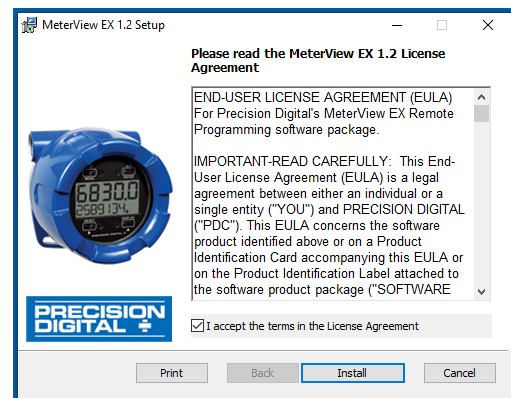 MeterView EX 1.2 Setup
Please read the MeterView EX 1.2 License
Agreement
END-USER LICENSE AGREEMENT (EULA)
For Precision Digital's MeterView EX Remote
Programming software package.
IMPORTANT-READ CAREFULLY: This End-
User License Agreement (EULA) is a legal
agreement between either an individual or a
single entity ("YOU") and PRECISION DIGITAL
("PDC"). This EULA concerns the software
product identified above or on a Product
Identification Card accompanying this EULA or
on the Product Identification Label attached to
the software product package ("SOFTWARE
6830.0
2589134.
PRECISION
DIGITAL
I accept the terms in the License Agreement
Print
Back
Install
Cancel